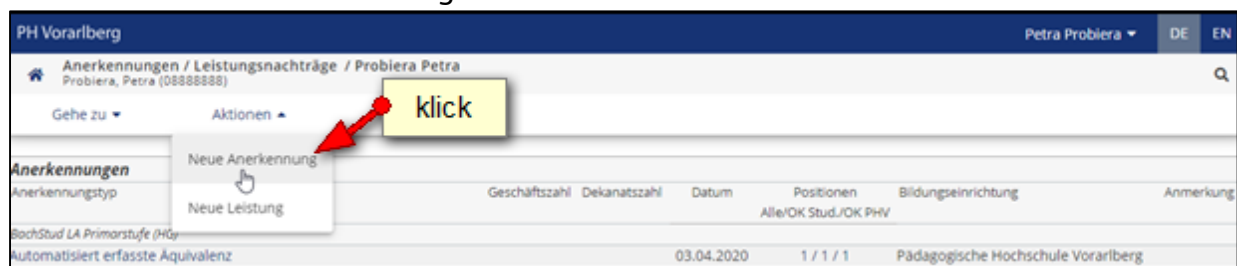 PH Vorarlberg Petra Probiera DE EN
Anerkennungen / Leistungsnachträge / Probiera Petra
Probiera, Petra (08888888)
Gehe zu Aktionen klick
Neue Anerkennung
Neue Leistung
Anerkennungen
Anerkennungstyp Geschäftszahl Dekanatszahl Datum Positionen Bildungseinrichtung Anmerkung
Alle/OK Stud./OK PHV
BachStud LA Primarstufe (HG)
Automatisiert erfasste Äquivalenz 03.04.2020 1 / 1 / 1 Pädagogische Hochschule Vorarlberg